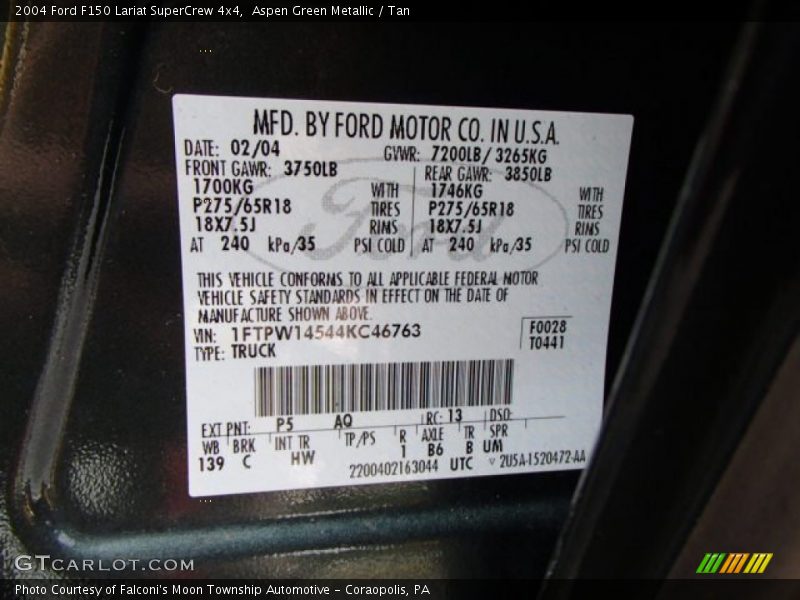 2004 Ford F150 Lariat SuperCrew 4x4, Aspen Green Metallic / Tan
MFD. BY FORD MOTOR CO. IN U.S.A.
DATE: 02/04 GVWR: 7200LB/ 3265KG
FRONT GAWR: 3750LB REAR GAWR: 3850LB
1700KG WITH 1746KG WITH
P275/65R18 TIRES P275/65R18 TIRES
18X7.5J RIMS 18X7.5J RIMS
AT 240 kPa/35 PSI COLD AT 240 kPa/35 PSI COLD
Ford
THIS VEHICLE CONFORMS TO ALL APPLICABLE FEDERAL MOTOR
VEHICLE SAFETY STANDARDS IN EFFECT ON THE DATE OF
MANUFACTURE SHOWN ABOVE.
VIN: 1FTPW14544KC46763 F0028
TYPE: TRUCK T0441
EXT PNT: P5 AQ RC: 13 DSO:
WB BRK INT TR TP/PS R AXLE TR SPR
139 C HW 1 B6 B UM
2200402163044 UTC ▽ 2U5A-1520472-AA
GTCARLOT.COM
Photo Courtesy of Falconi's Moon Township Automotive - Coraopolis, PA